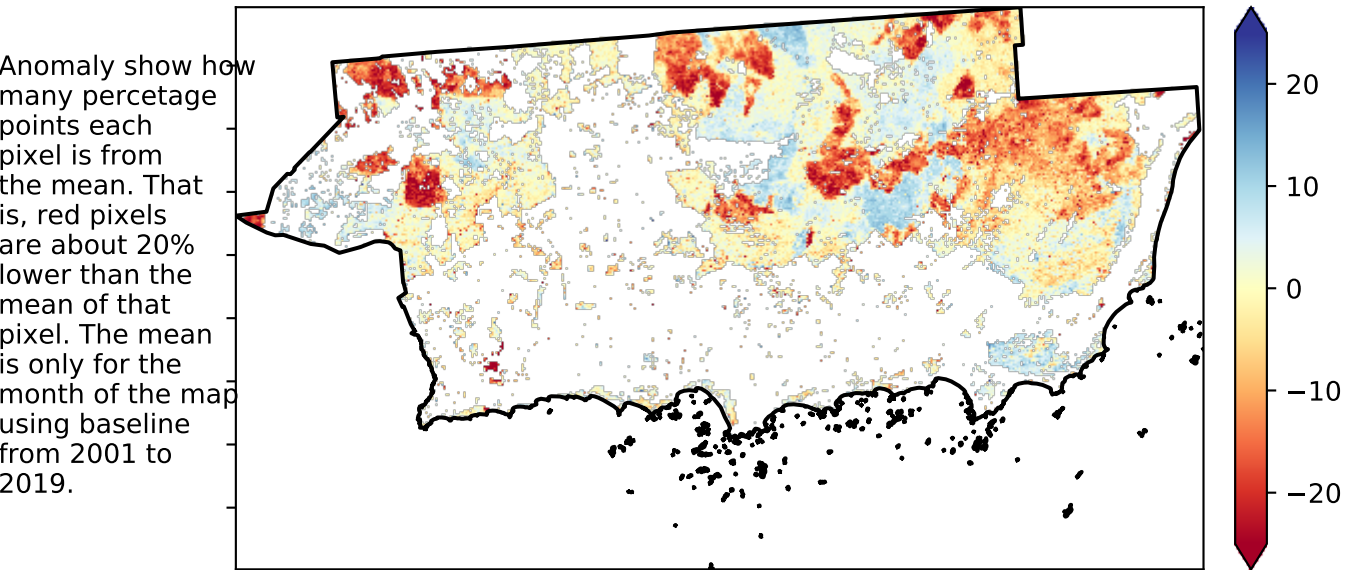 Anomaly show how
many percetage
points each
pixel is from
the mean. That
is, red pixels
are about 20%
lower than the
mean of that
pixel. The mean
is only for the
month of the map
using baseline
from 2001 to
2019.
20
10
0
−10
−20